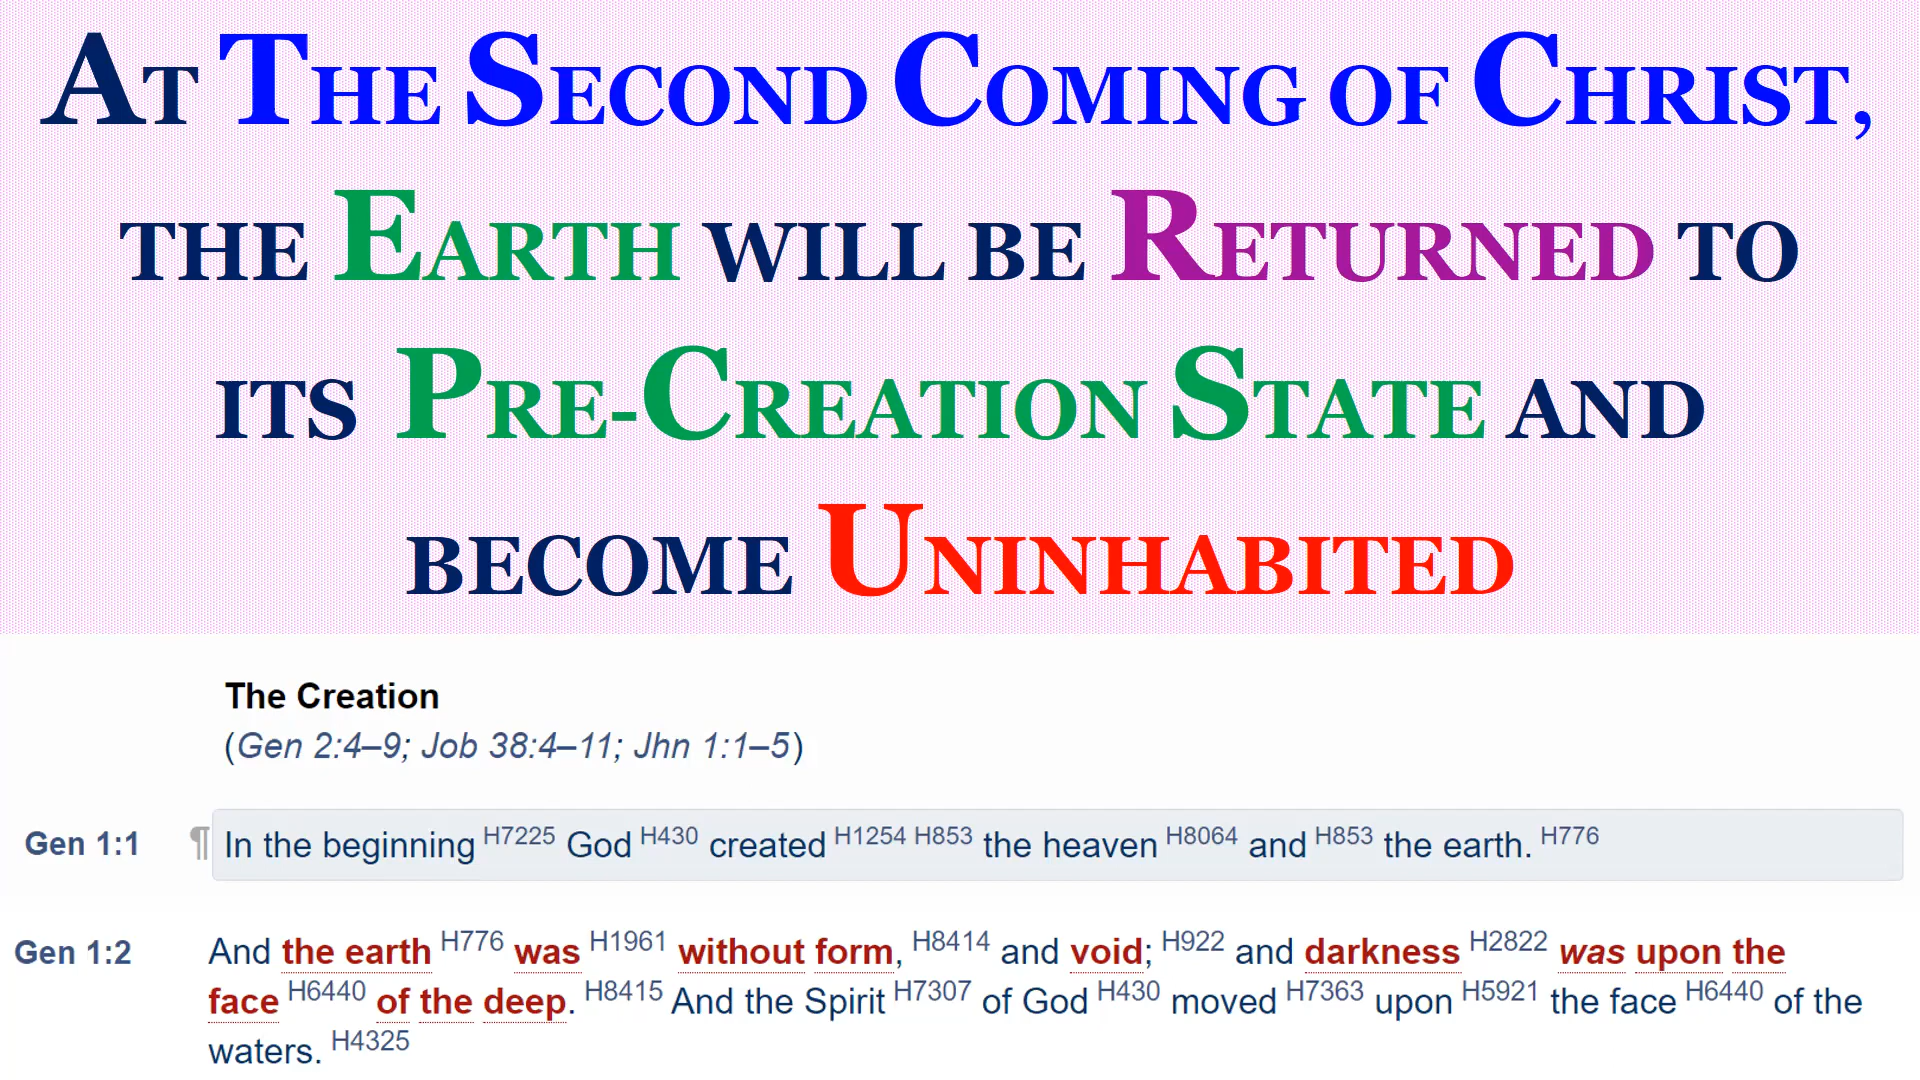 At The Second Coming of Christ,
the Earth will be Returned to
its Pre-Creation State and
become Uninhabited
The Creation
(Gen 2:4–9; Job 38:4–11; Jhn 1:1–5)
Gen 1:1 ¶ In the beginning H7225 God H430 created H1254 H853 the heaven H8064 and H853 the earth. H776
Gen 1:2 And the earth H776 was H1961 without form, H8414 and void; H922 and darkness H2822 was upon the
face H6440 of the deep. H8415 And the Spirit H7307 of God H430 moved H7363 upon H5921 the face H6440 of the
waters. H4325